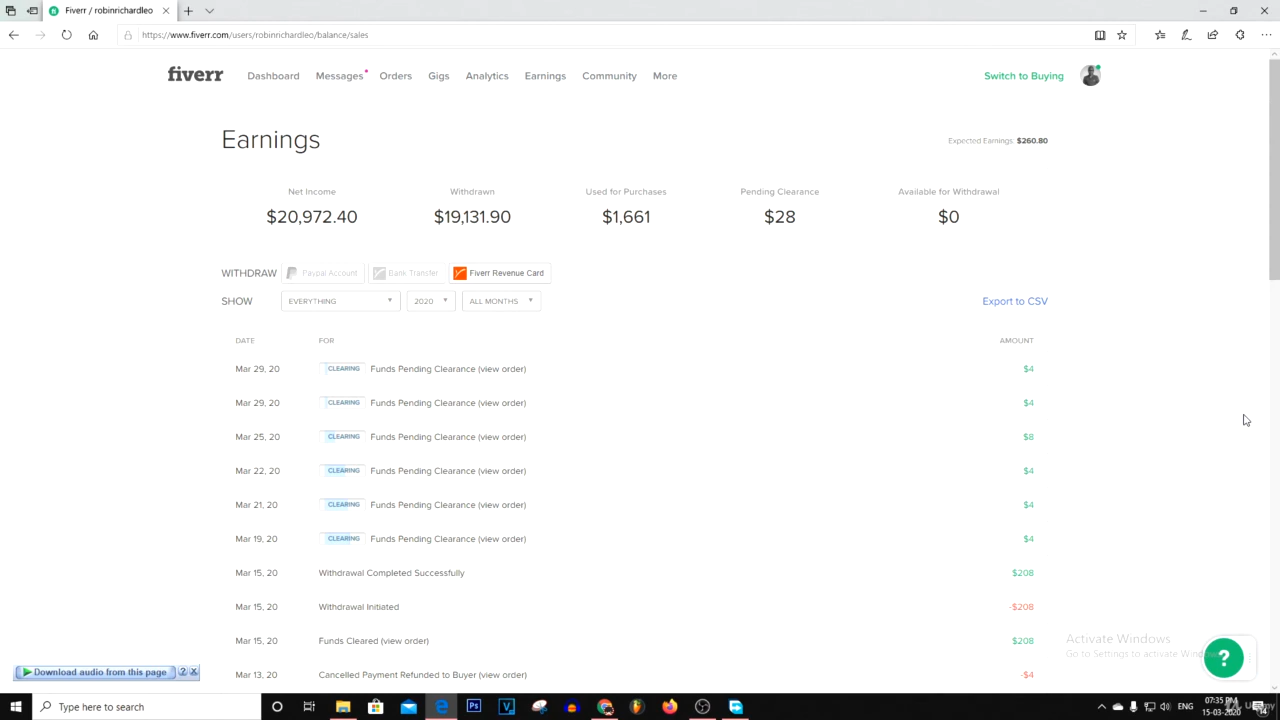 Fiverr / robinrichardleo
https://www.fiverr.com/users/robinrichardleo/balance/sales
fiverr Dashboard Messages Orders Gigs Analytics Earnings Community More Switch to Buying
Earnings
Expected Earnings: $260.80
Net Income Withdrawn Used for Purchases Pending Clearance Available for Withdrawal
$20,972.40 $19,131.90 $1,661 $28 $0
WITHDRAW Paypal Account Bank Transfer Fiverr Revenue Card
SHOW EVERYTHING 2020 ALL MONTHS Export to CSV
DATE FOR AMOUNT
Mar 29, 20 CLEARING Funds Pending Clearance (view order) $4
Mar 29, 20 CLEARING Funds Pending Clearance (view order) $4
Mar 25, 20 CLEARING Funds Pending Clearance (view order) $8
Mar 22, 20 CLEARING Funds Pending Clearance (view order) $4
Mar 21, 20 CLEARING Funds Pending Clearance (view order) $4
Mar 19, 20 CLEARING Funds Pending Clearance (view order) $4
Mar 15, 20 Withdrawal Completed Successfully $208
Mar 15, 20 Withdrawal Initiated -$208
Mar 15, 20 Funds Cleared (view order) $208
Mar 13, 20 Cancelled Payment Refunded to Buyer (view order) -$4
Download audio from this page ? X
Activate Windows
Go to Settings to activate
?
Type here to search
Ps V
ENG
07:35 PM
15-03-2020